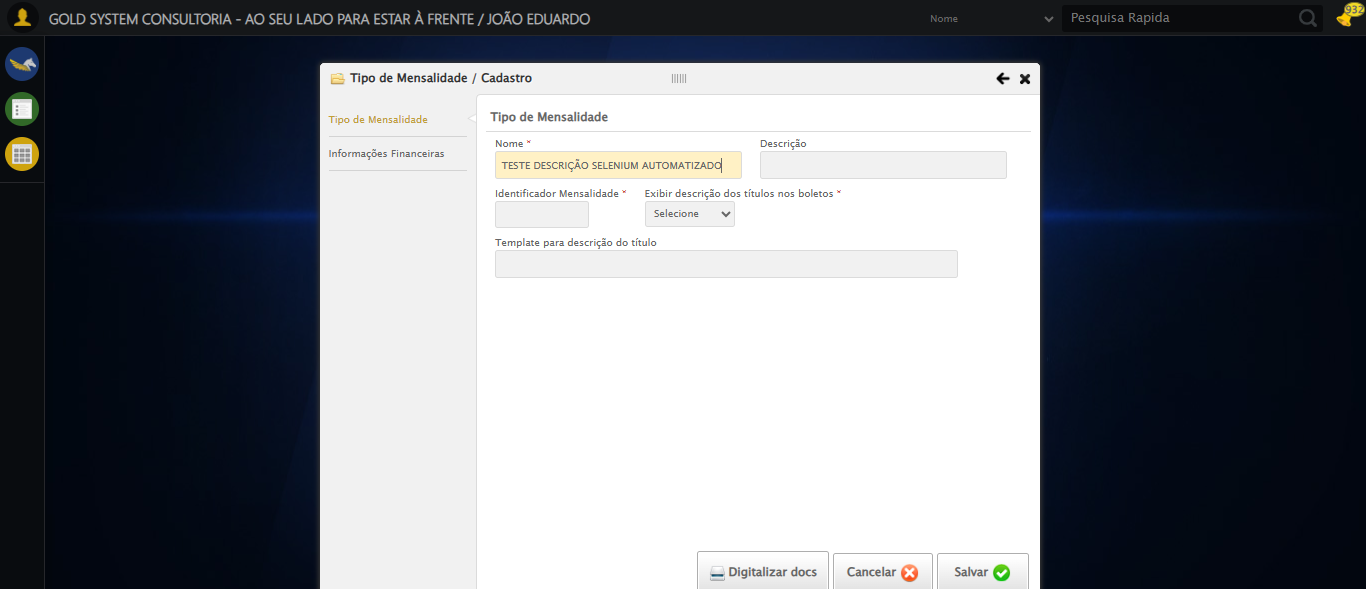 GOLD SYSTEM CONSULTORIA - AO SEU LADO PARA ESTAR À FRENTE / JOÃO EDUARDO
Nome
Pesquisa Rapida
932
Tipo de Mensalidade / Cadastro
Tipo de Mensalidade
Informações Financeiras
Tipo de Mensalidade
Nome *
Descrição
TESTE DESCRIÇÃO SELENIUM AUTOMATIZADO
Identificador Mensalidade *
Exibir descrição dos títulos nos boletos *
Selecione
Template para descrição do título
Digitalizar docs
Cancelar
Salvar